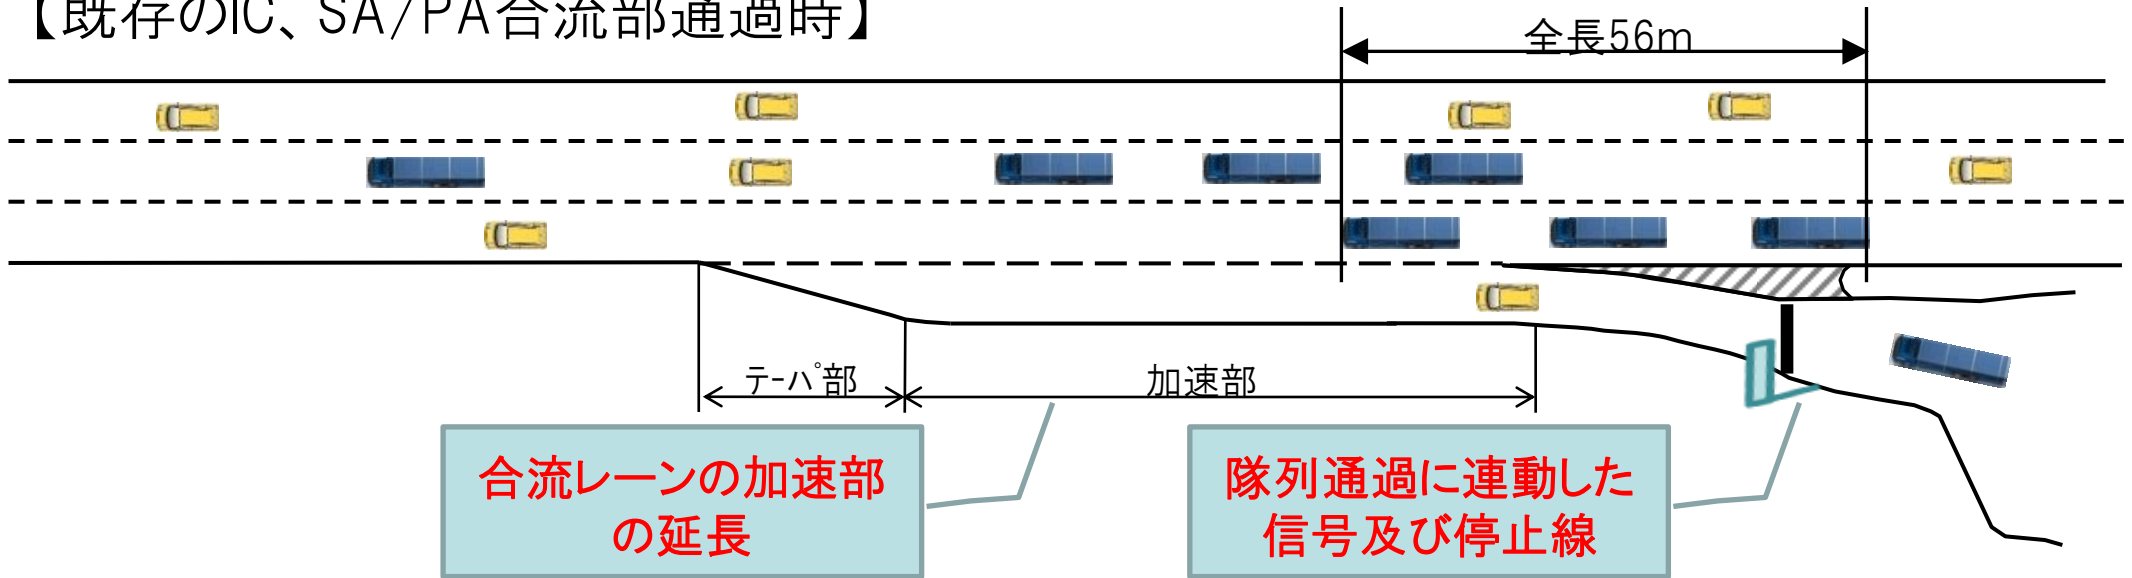 【既存のIC、SA/PA合流部通過時】
全長56m
テーパ部
加速部
合流レーンの加速部
の延長
隊列通過に連動した
信号及び停止線